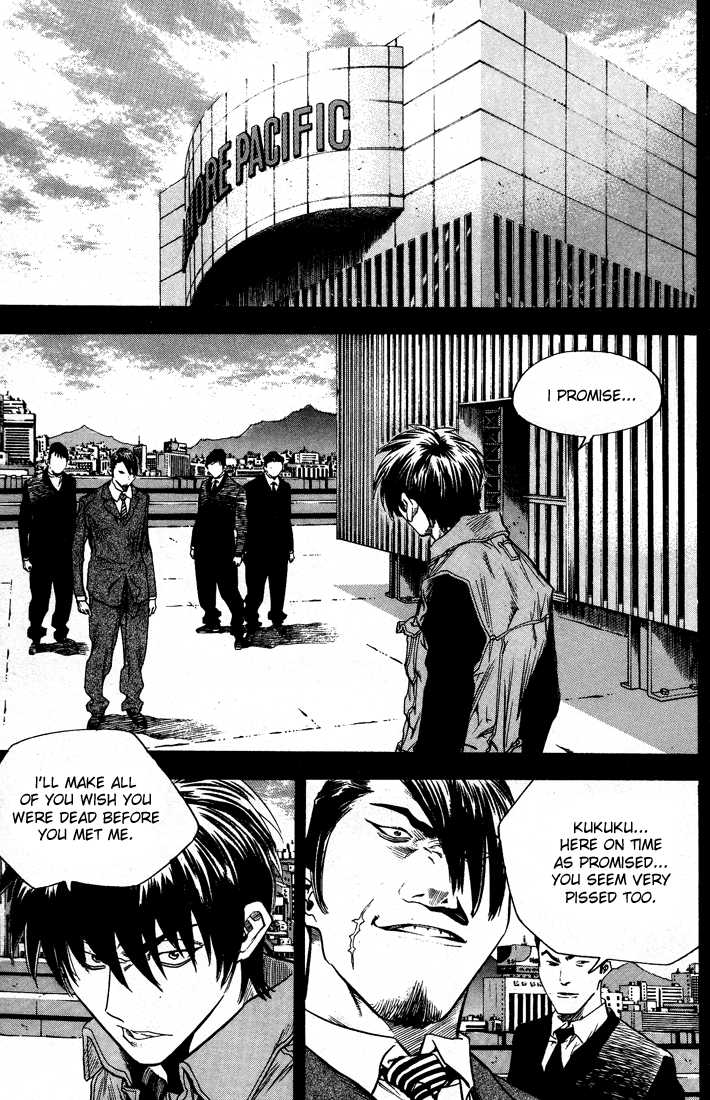 PACIFIC
I PROMISE...
I'LL MAKE ALL
OF YOU WISH YOU
WERE DEAD BEFORE
YOU MET ME.
KUKUKU...
HERE ON TIME
AS PROMISED...
YOU SEEM VERY
PISSED TOO.